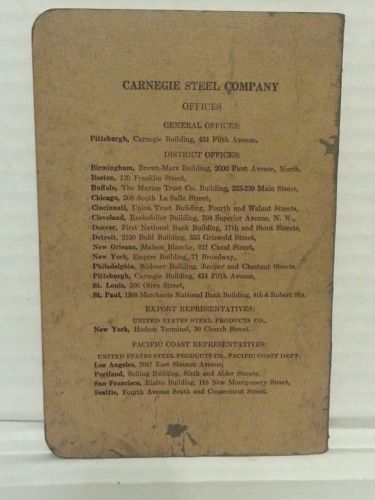 CARNEGIE STEEL COMPANY
OFFICES
GENERAL OFFICES:
Pittsburgh, Carnegie Building, 434 Fifth Avenue,
DISTRICT OFFICES:
Birmingham, Brown-Marx Building, 2000 First Avenue, North,
Boston, 120 Franklin Street,
Buffalo, The Marine Trust Co. Building, 233-239 Main Street,
Chicago, 208 South La Salle Street,
Cincinnati, Union Trust Building, Fourth and Walnut Streets,
Cleveland, Rockefeller Building, 704 Superior Avenue, N. W.,
Denver, First National Bank Building, 17th and Stout Streets,
Detroit, 2130 Buhl Building, 535 Griswold Street,
New Orleans, Maison Blanche, 921 Canal Street,
New York, Empire Building, 71 Broadway,
Philadelphia, Widener Building, Juniper and Chestnut Streets,
Pittsburgh, Carnegie Building, 434 Fifth Avenue,
St. Louis, 506 Olive Street,
St. Paul, 1308 Merchants National Bank Building, 4th & Robert Sts.
EXPORT REPRESENTATIVES:
UNITED STATES STEEL PRODUCTS CO.,
New York, Hudson Terminal, 30 Church Street.
PACIFIC COAST REPRESENTATIVES:
UNITED STATES STEEL PRODUCTS CO., PACIFIC COAST DEPT.
Los Angeles, 2087 East Slauson Avenue,
Portland, Selling Building, Sixth and Alder Streets,
San Francisco, Rialto Building, 116 New Montgomery Street,
Seattle, Fourth Avenue South and Connecticut Street.